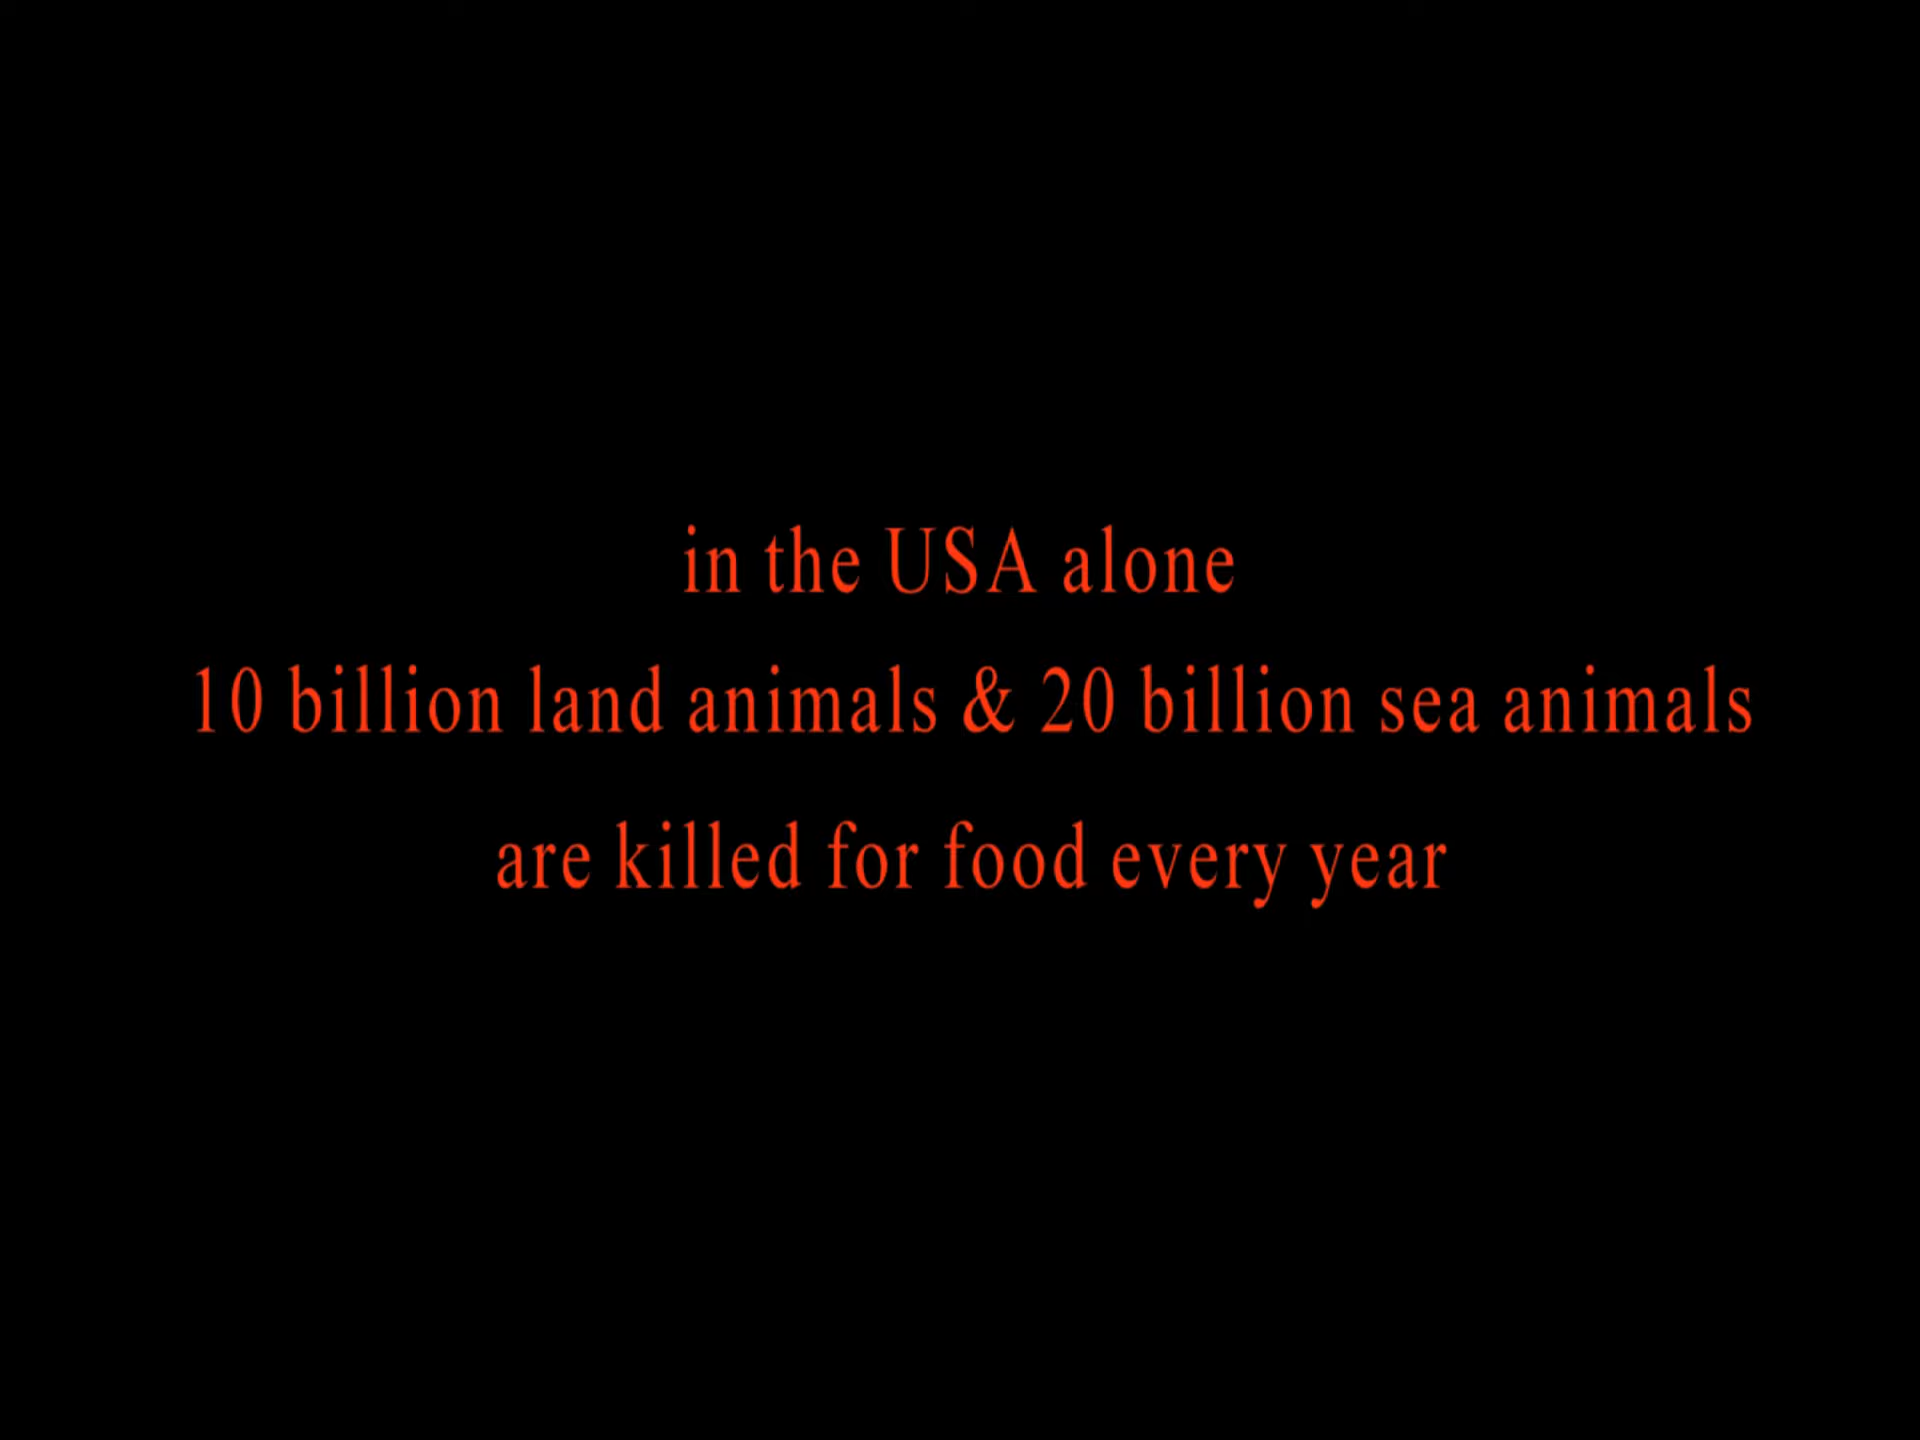 in the USA alone
10 billion land animals & 20 billion sea animals
are killed for food every year